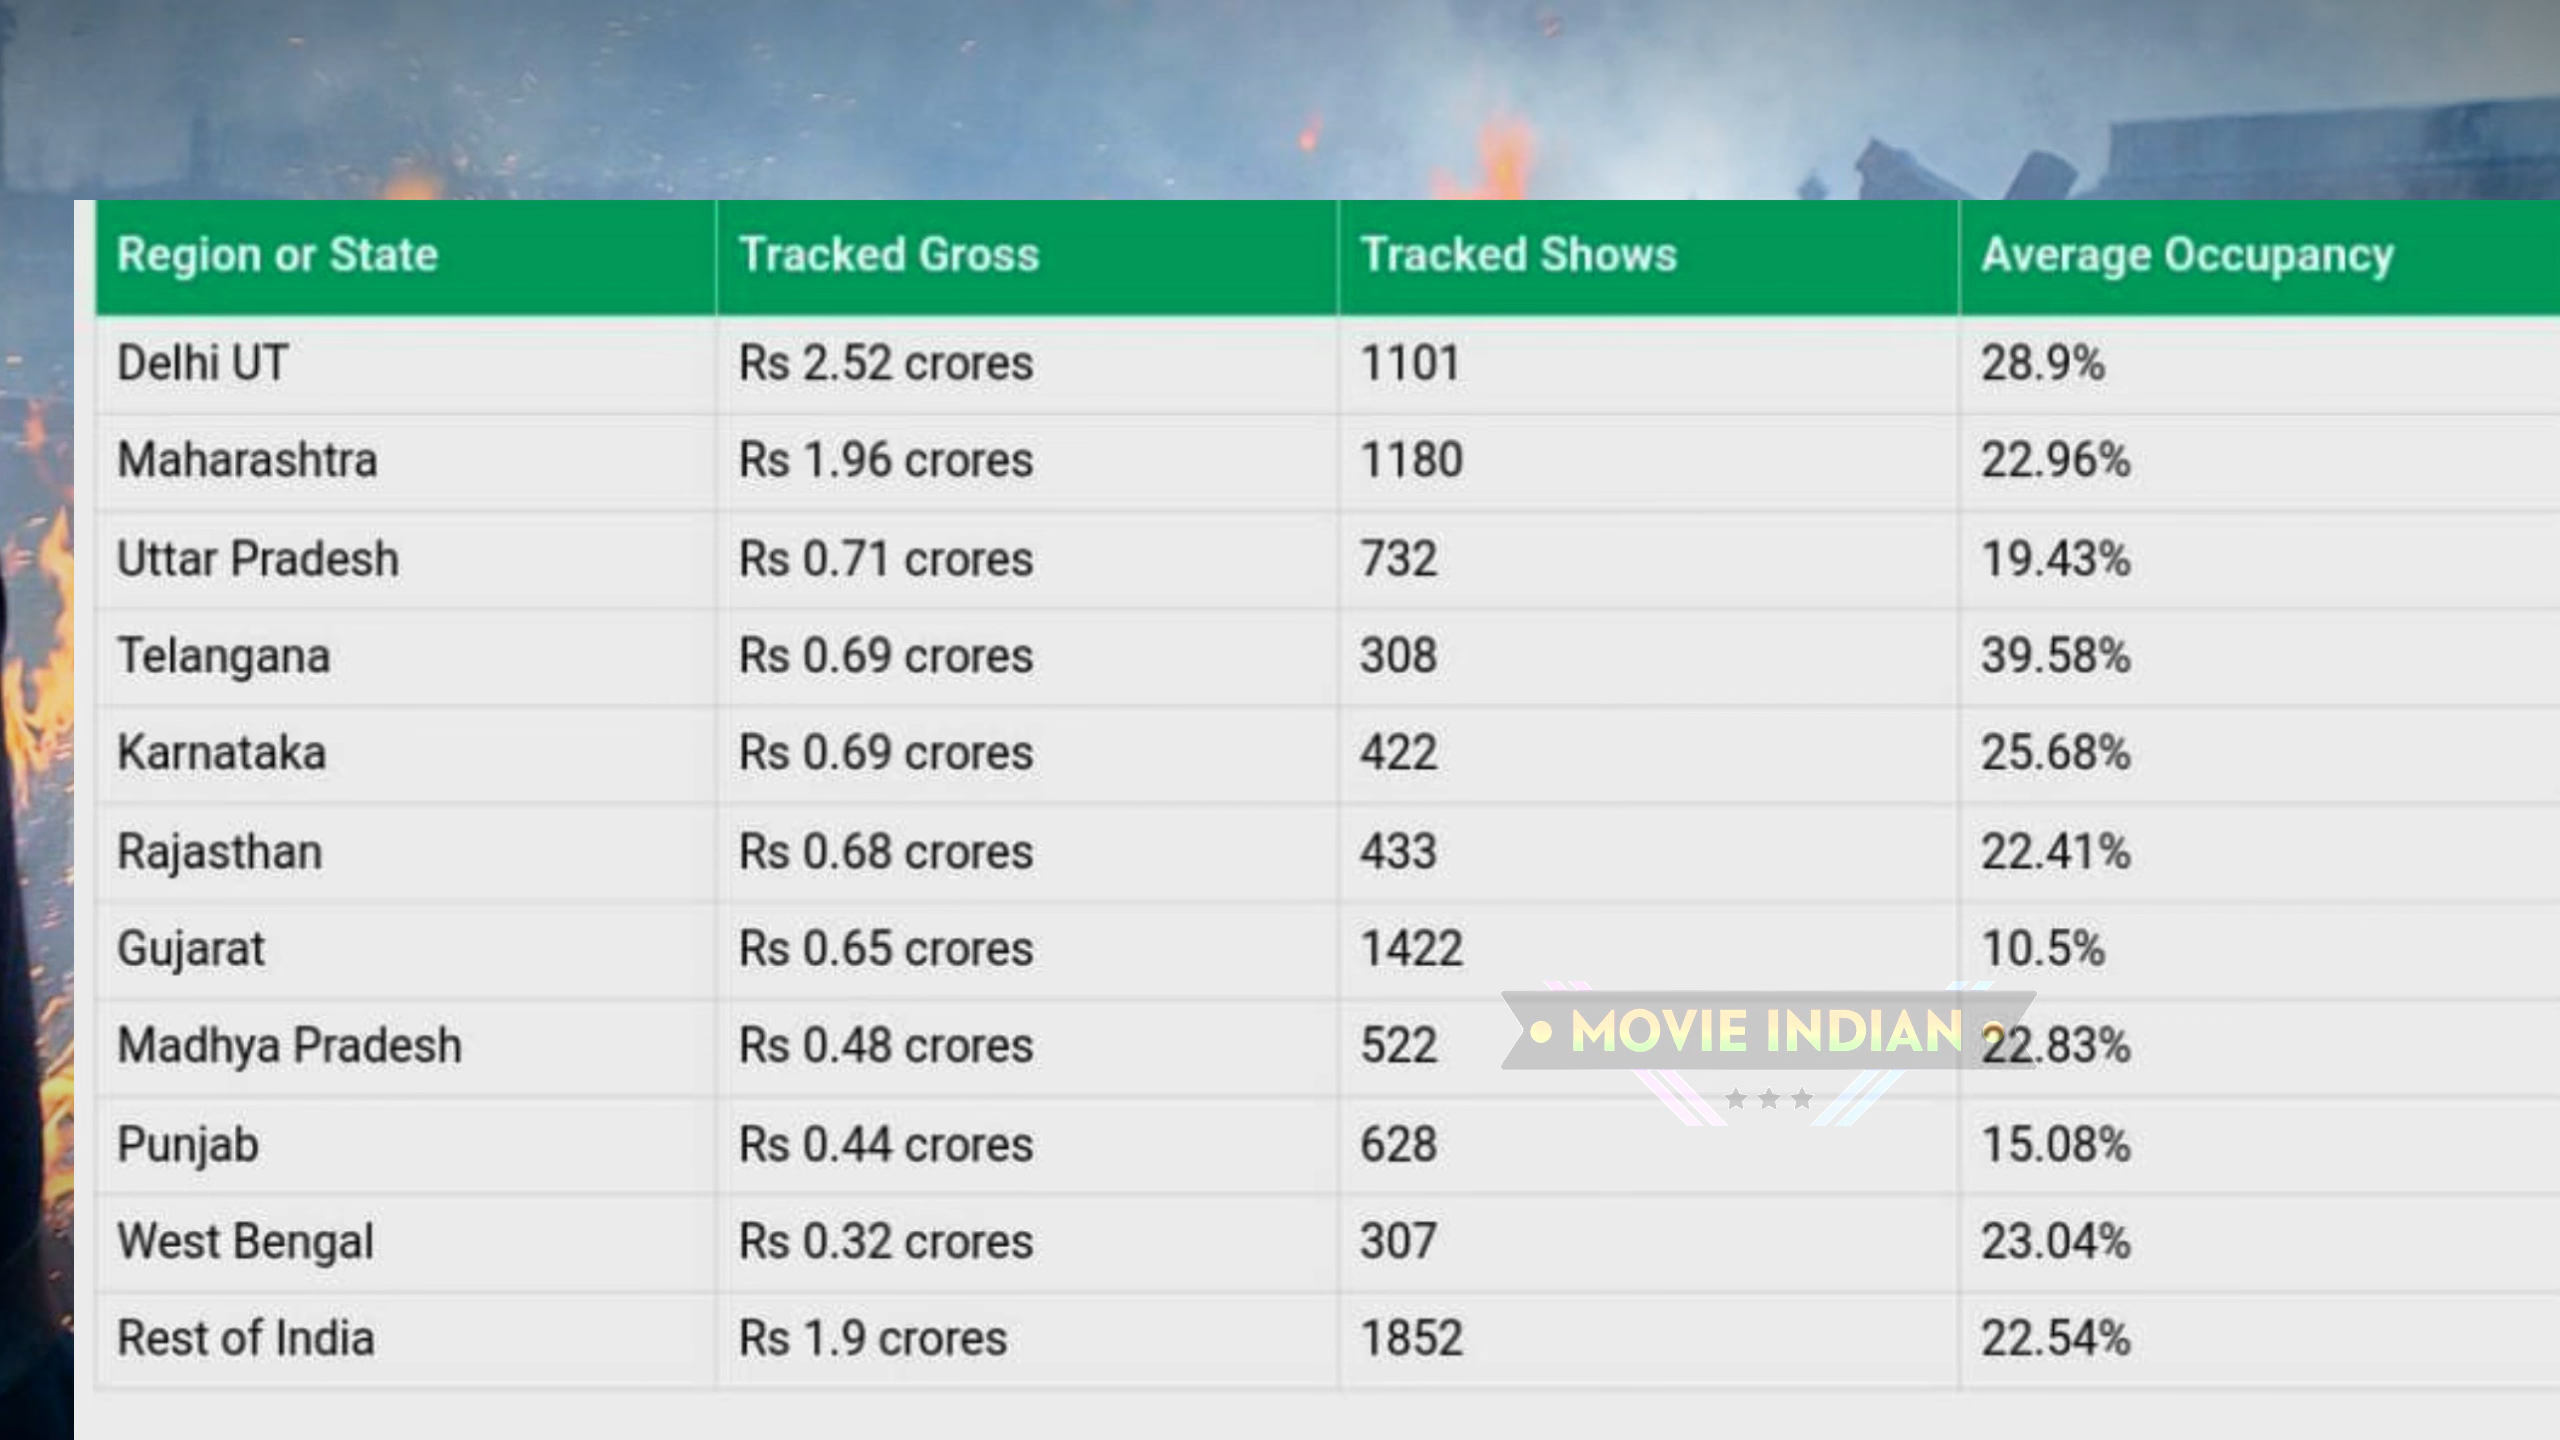 Region or State Tracked Gross Tracked Shows Average Occupancy
Delhi UT Rs 2.52 crores 1101 28.9%
Maharashtra Rs 1.96 crores 1180 22.96%
Uttar Pradesh Rs 0.71 crores 732 19.43%
Telangana Rs 0.69 crores 308 39.58%
Karnataka Rs 0.69 crores 422 25.68%
Rajasthan Rs 0.68 crores 433 22.41%
Gujarat Rs 0.65 crores 1422 10.5%
Madhya Pradesh Rs 0.48 crores 522 22.83%
MOVIE INDIAN
Punjab Rs 0.44 crores 628 15.08%
West Bengal Rs 0.32 crores 307 23.04%
Rest of India Rs 1.9 crores 1852 22.54%